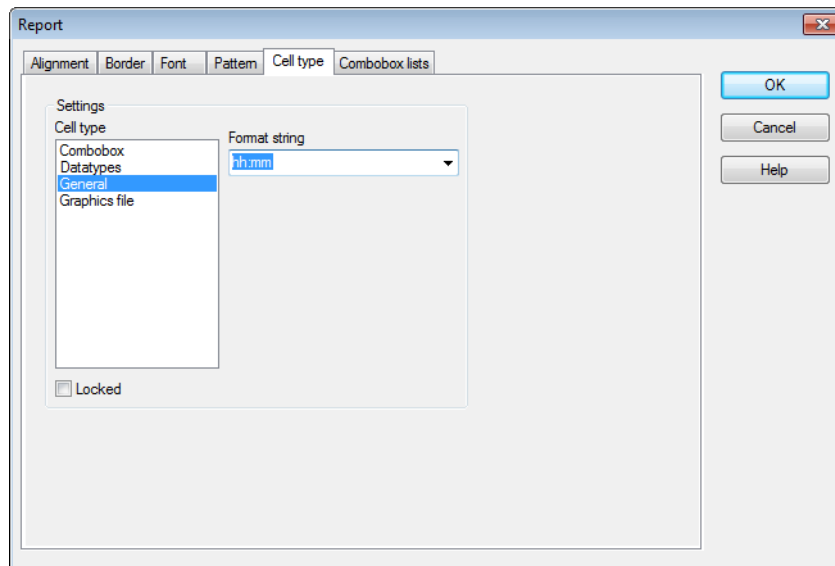 Report
Alignment Border Font Pattern Cell type Combobox lists
OK
Cancel
Help
Settings
Cell type
Combobox
Datatypes
General
Graphics file
Format string
hh:mm
Locked